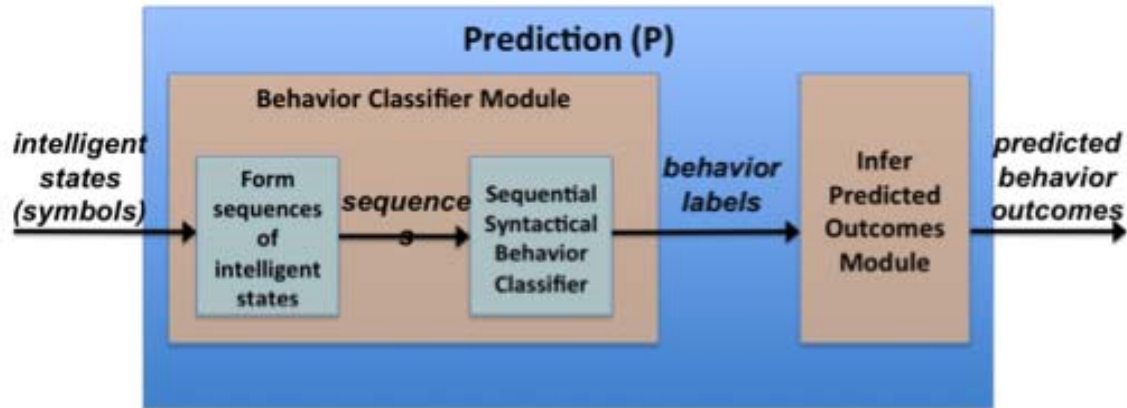 Prediction (P)
Behavior Classifier Module
intelligent
states
(symbols)
Form
sequences
of
intelligent
states
sequence
s
Sequential
Syntactical
Behavior
Classifier
behavior
labels
Infer
Predicted
Outcomes
Module
predicted
behavior
outcomes